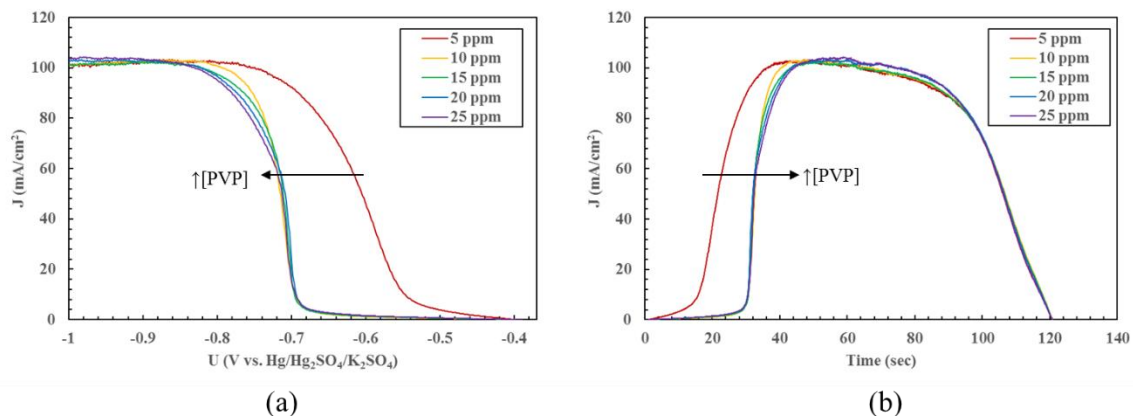 120
100
80
60
40
20
0
J (mA/cm²)
5 ppm
10 ppm
15 ppm
20 ppm
25 ppm
↑[PVP]
-1
-0.9
-0.8
-0.7
-0.6
-0.5
-0.4
U (V vs. Hg/Hg₂SO₄/K₂SO₄)
(a)
120
100
80
60
40
20
0
J (mA/cm²)
5 ppm
10 ppm
15 ppm
20 ppm
25 ppm
↑[PVP]
0
20
40
60
80
100
120
140
Time (sec)
(b)